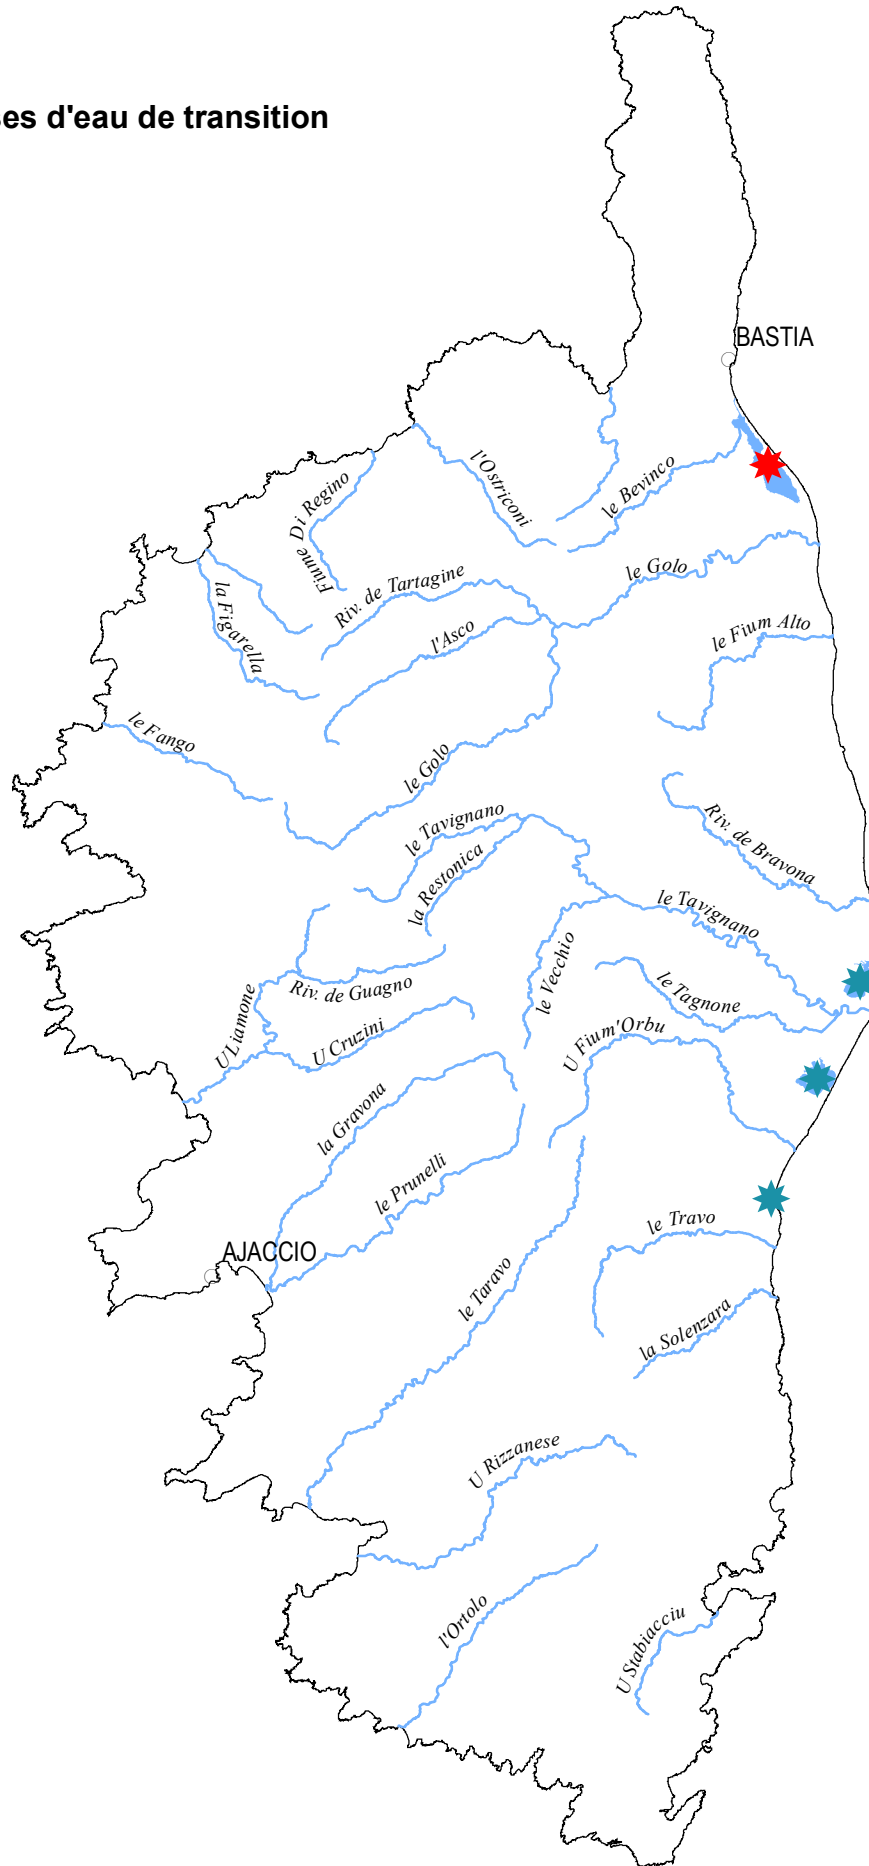 es d'eau de transition
BASTIA
l'Ostriconi
le Bevinco
Fiume Di Regino
le Golo
Riv. de Tartagine
la Figarella
l'Asco
le Fium Alto
le Fango
le Golo
le Tavignano
Riv. de Bravona
la Restonica
le Tavignano
le Vecchio
Riv. de Guagno
le Tagnone
U Liamone
U Cruzini
U Fium'Orbu
la Gravona
le Prunelli
le Travo
AJACCIO
le Taravo
la Solenzara
U Rizzanese
l'Ortolo
U Stabiacciu